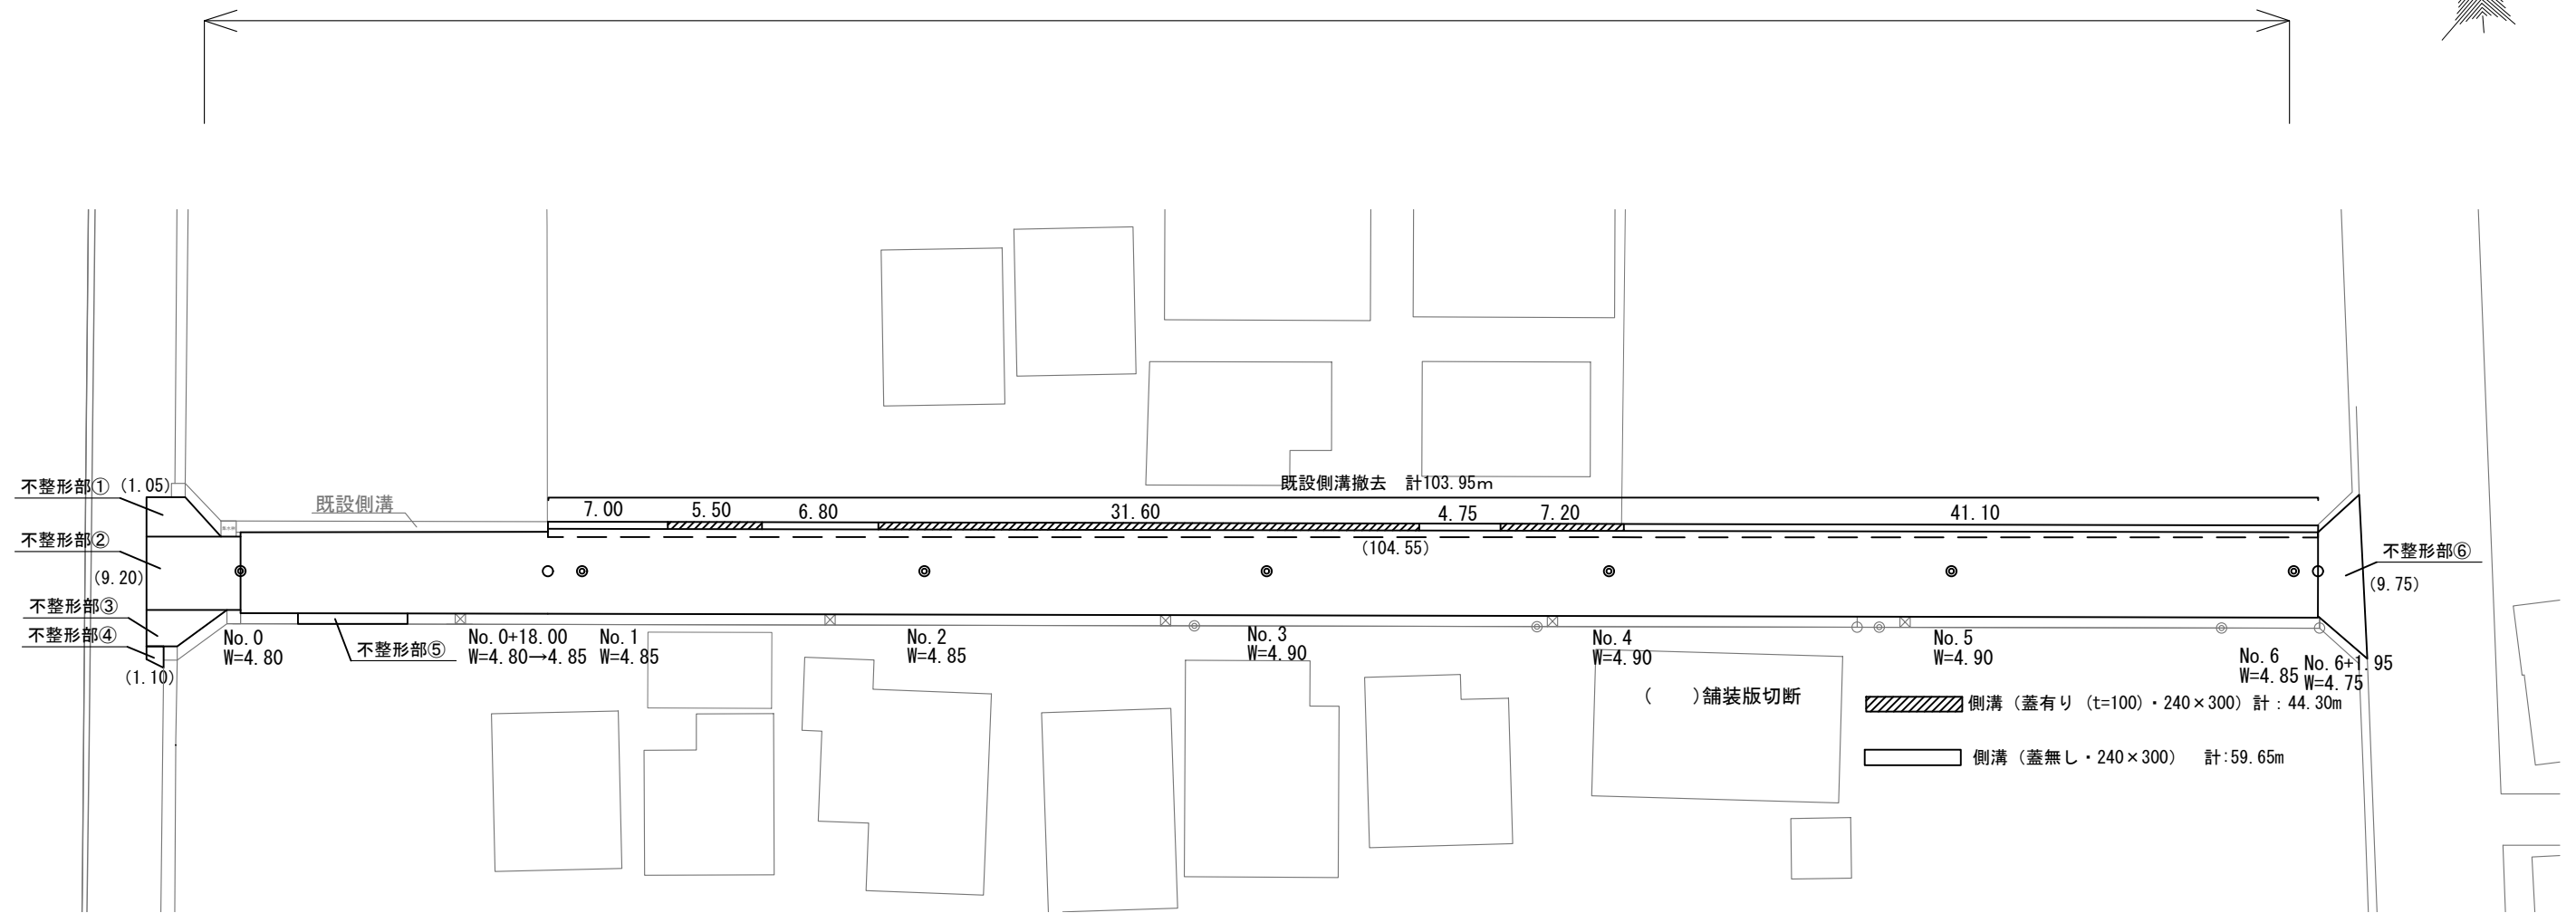 既設側溝撤去　計103.95m
不整形部① (1.05)
既設側溝
7.00
5.50
6.80
31.60
4.75
7.20
41.10
不整形部②
(104.55)
不整形部⑥
(9.20)
(9.75)
不整形部③
不整形部④
(1.10)
不整形部⑤
No.0
W=4.80
No.0+18.00
W=4.80→4.85
No.1
W=4.85
No.2
W=4.85
No.3
W=4.90
No.4
W=4.90
No.5
W=4.90
No.6
W=4.85
No.6+1.95
W=4.75
(　　)舗装版切断
側溝（蓋有り（t=100）・240×300）計：44.30m
側溝（蓋無し・240×300）　計:59.65m